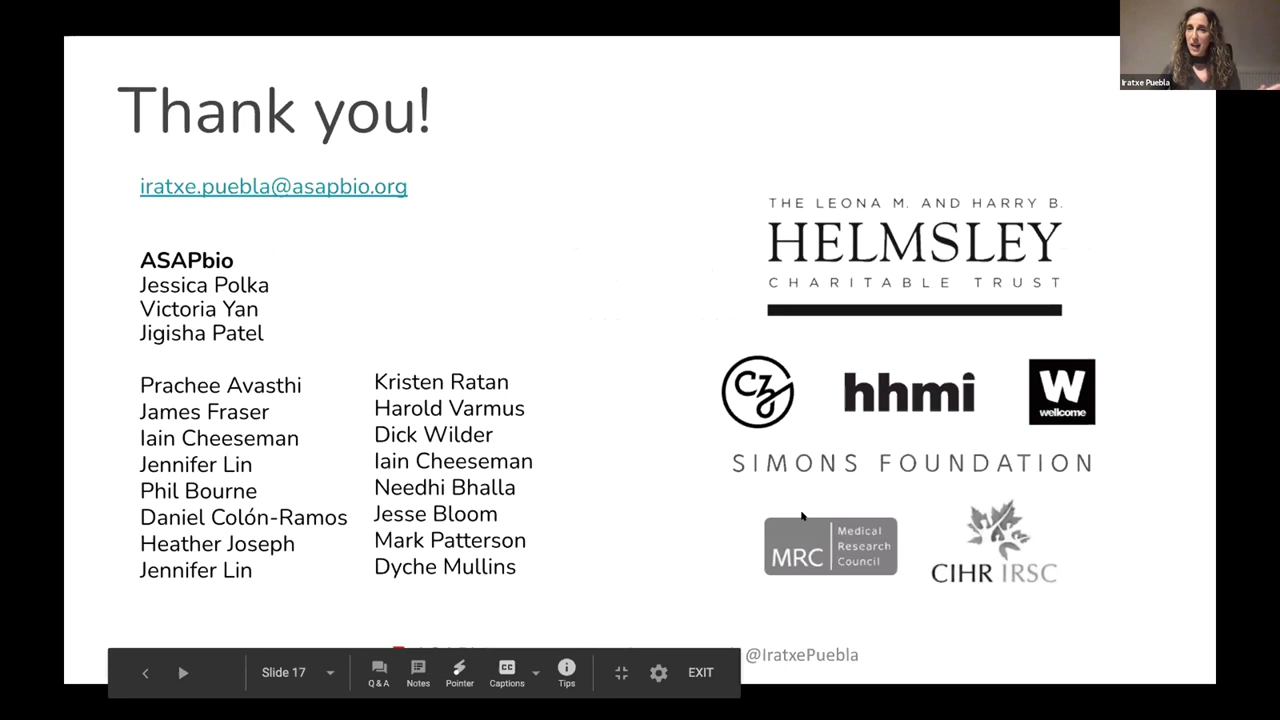 Thank you!
iratxe.puebla@asapbio.org
ASAPbio
Jessica Polka
Victoria Yan
Jigisha Patel
Prachee Avasthi
James Fraser
Iain Cheeseman
Jennifer Lin
Phil Bourne
Daniel Colón-Ramos
Heather Joseph
Jennifer Lin
Kristen Ratan
Harold Varmus
Dick Wilder
Iain Cheeseman
Needhi Bhalla
Jesse Bloom
Mark Patterson
Dyche Mullins
THE LEONA M. AND HARRY B.
HELMSLEY
CHARITABLE TRUST
CZ
hhmi
W
wellcome
SIMONS FOUNDATION
MRC
Medical
Research
Council
CIHR IRSC
@IratxePuebla
Slide 17
Q & A
Notes
Pointer
CC
Captions
Tips
EXIT
Iratxe Puebla